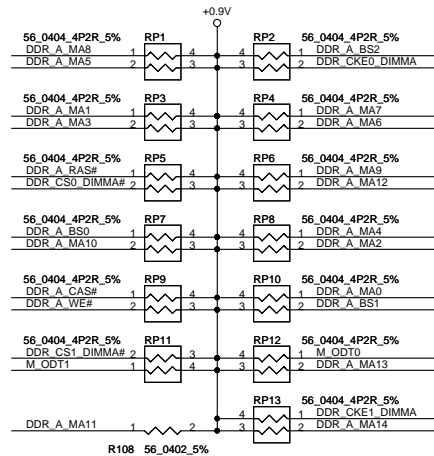 +0.9V
56_0404_4P2R_5% RP1 RP2 56_0404_4P2R_5%
DDR_A_MA8 1 4 4 1 DDR_A_BS2
DDR_A_MA5 2 3 3 2 DDR_CKE0_DIMMA
56_0404_4P2R_5% RP3 RP4 56_0404_4P2R_5%
DDR_A_MA1 1 4 4 1 DDR_A_MA7
DDR_A_MA3 2 3 3 2 DDR_A_MA6
56_0404_4P2R_5% RP5 RP6 56_0404_4P2R_5%
DDR_A_RAS# 1 4 4 1 DDR_A_MA9
DDR_CS0_DIMMA# 2 3 3 2 DDR_A_MA12
56_0404_4P2R_5% RP7 RP8 56_0404_4P2R_5%
DDR_A_BS0 1 4 4 1 DDR_A_MA4
DDR_A_MA10 2 3 3 2 DDR_A_MA2
56_0404_4P2R_5% RP9 RP10 56_0404_4P2R_5%
DDR_A_CAS# 1 4 4 1 DDR_A_MA0
DDR_A_WE# 2 3 3 2 DDR_A_BS1
56_0404_4P2R_5% RP11 RP12 56_0404_4P2R_5%
DDR_CS1_DIMMA# 2 3 4 1 M_ODT0
M_ODT1 1 4 3 2 DDR_A_MA13
RP13 56_0404_4P2R_5%
4 1 DDR_CKE1_DIMMA
DDR_A_MA11 1 2 3 2 DDR_A_MA14
R108 56_0402_5%